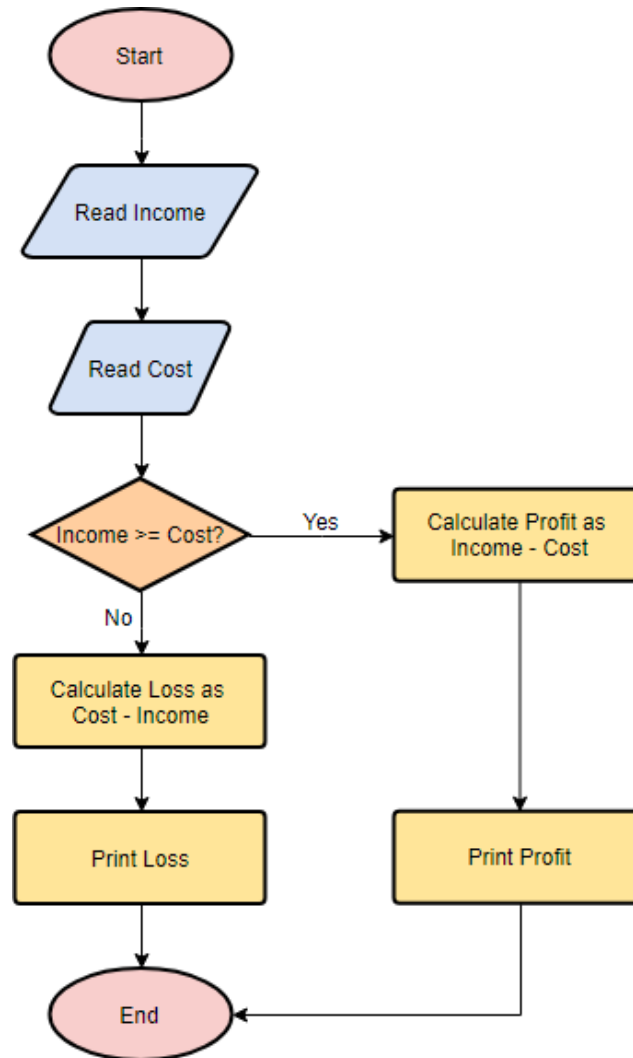 Start
Read Income
Read Cost
Income >= Cost?
Yes
Calculate Profit as
Income - Cost
No
Calculate Loss as
Cost - Income
Print Loss
Print Profit
End